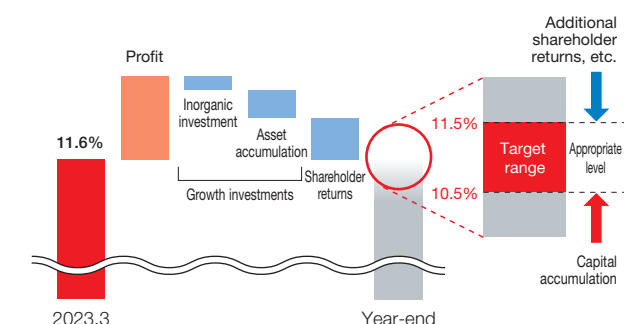 Additional
shareholder
returns, etc.
Profit
Inorganic
investment
11.6%
Asset
accumulation
Growth investments
Shareholder
returns
11.5%
Target
range
Appropriate
level
10.5%
Capital
accumulation
2023.3
Year-end